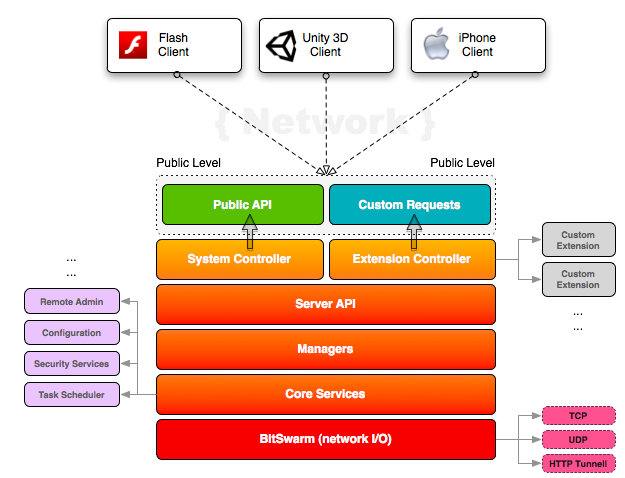 Flash
Client
Unity 3D
Client
iPhone
Client
{ Network }
Public Level
Public Level
Public API
Custom Requests
System Controller
Extension Controller
Custom
Extension
Custom
Extension
...
...
...
...
Server API
Remote Admin
Configuration
Security Services
Task Scheduler
Managers
Core Services
BitSwarm (network I/O)
TCP
UDP
HTTP Tunnell